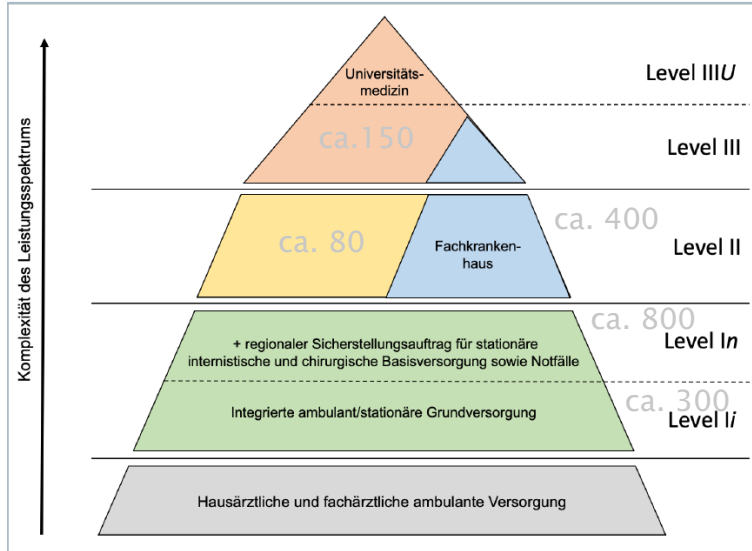 Komplexität des Leistungsspektrums
Universitäts-
medizin
Level IIIU
ca.150
Level III
ca. 80
Fachkranken-
haus
ca. 400
Level II
ca. 800
+ regionaler Sicherstellungsauftrag für stationäre
internistische und chirurgische Basisversorgung sowie Notfälle
Level In
Integrierte ambulant/stationäre Grundversorgung
ca. 300
Level Ii
Hausärztliche und fachärztliche ambulante Versorgung